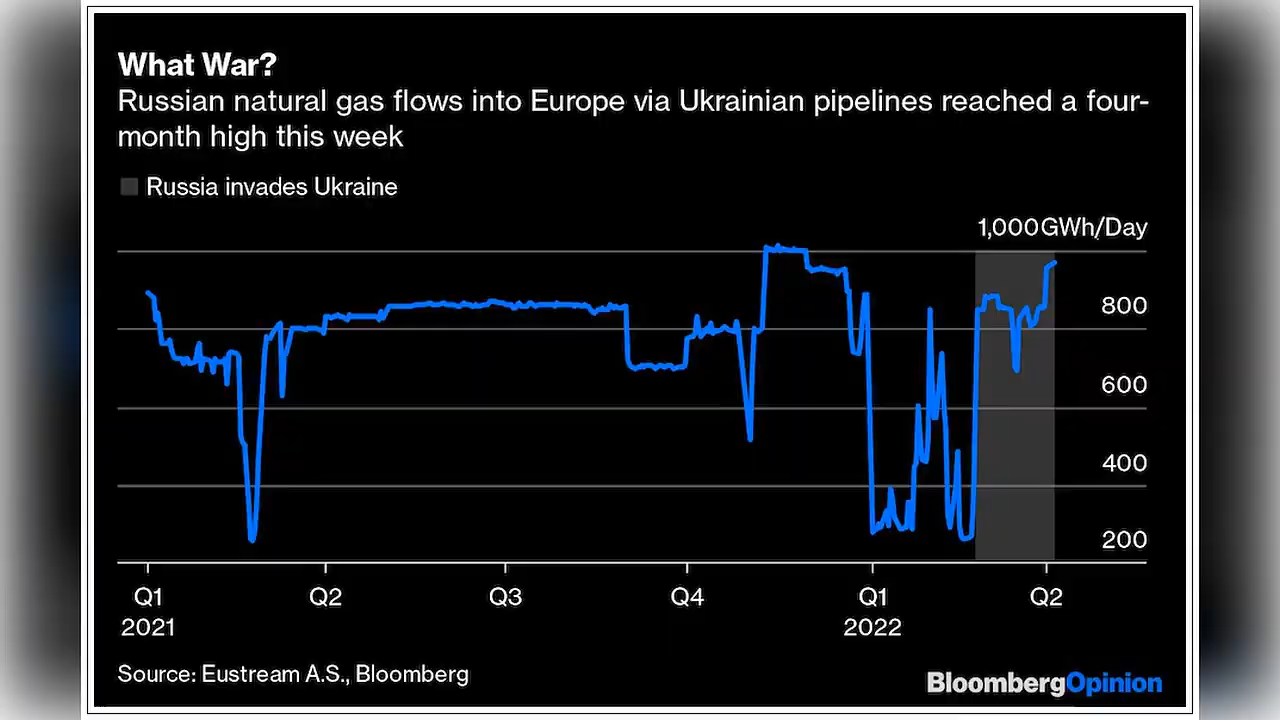 What War?
Russian natural gas flows into Europe via Ukrainian pipelines reached a four-
month high this week
Russia invades Ukraine
1,000GWh/Day
800
600
400
200
Q1 Q2 Q3 Q4 Q1 Q2
2021 2022
Source: Eustream A.S., Bloomberg
BloombergOpinion